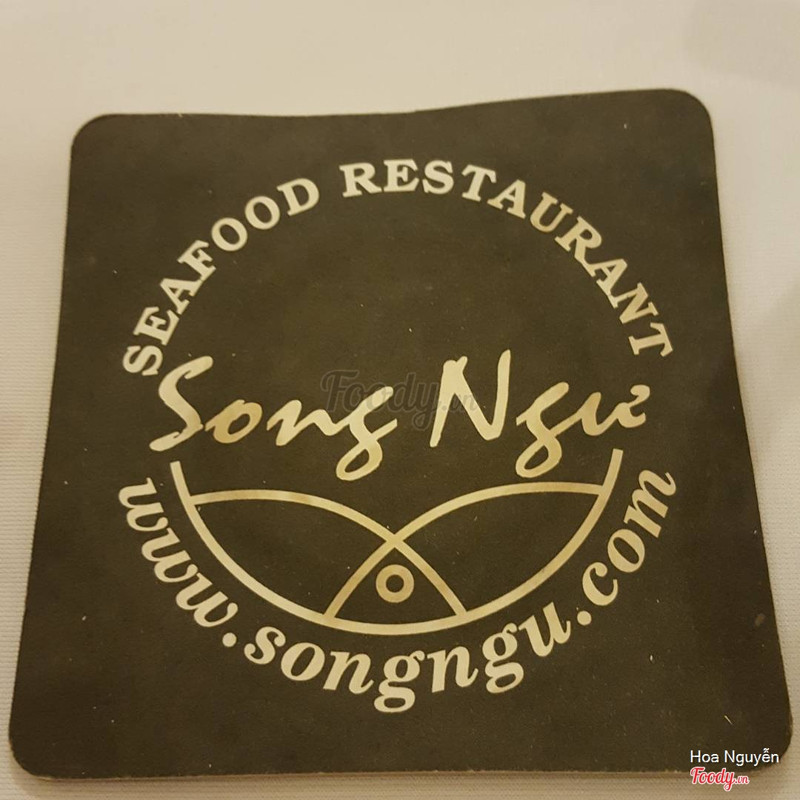 SEAFOOD RESTAURANT
Song Ngư
www.songngu.com
Foody.vn
Hoa Nguyễn
Foody.vn